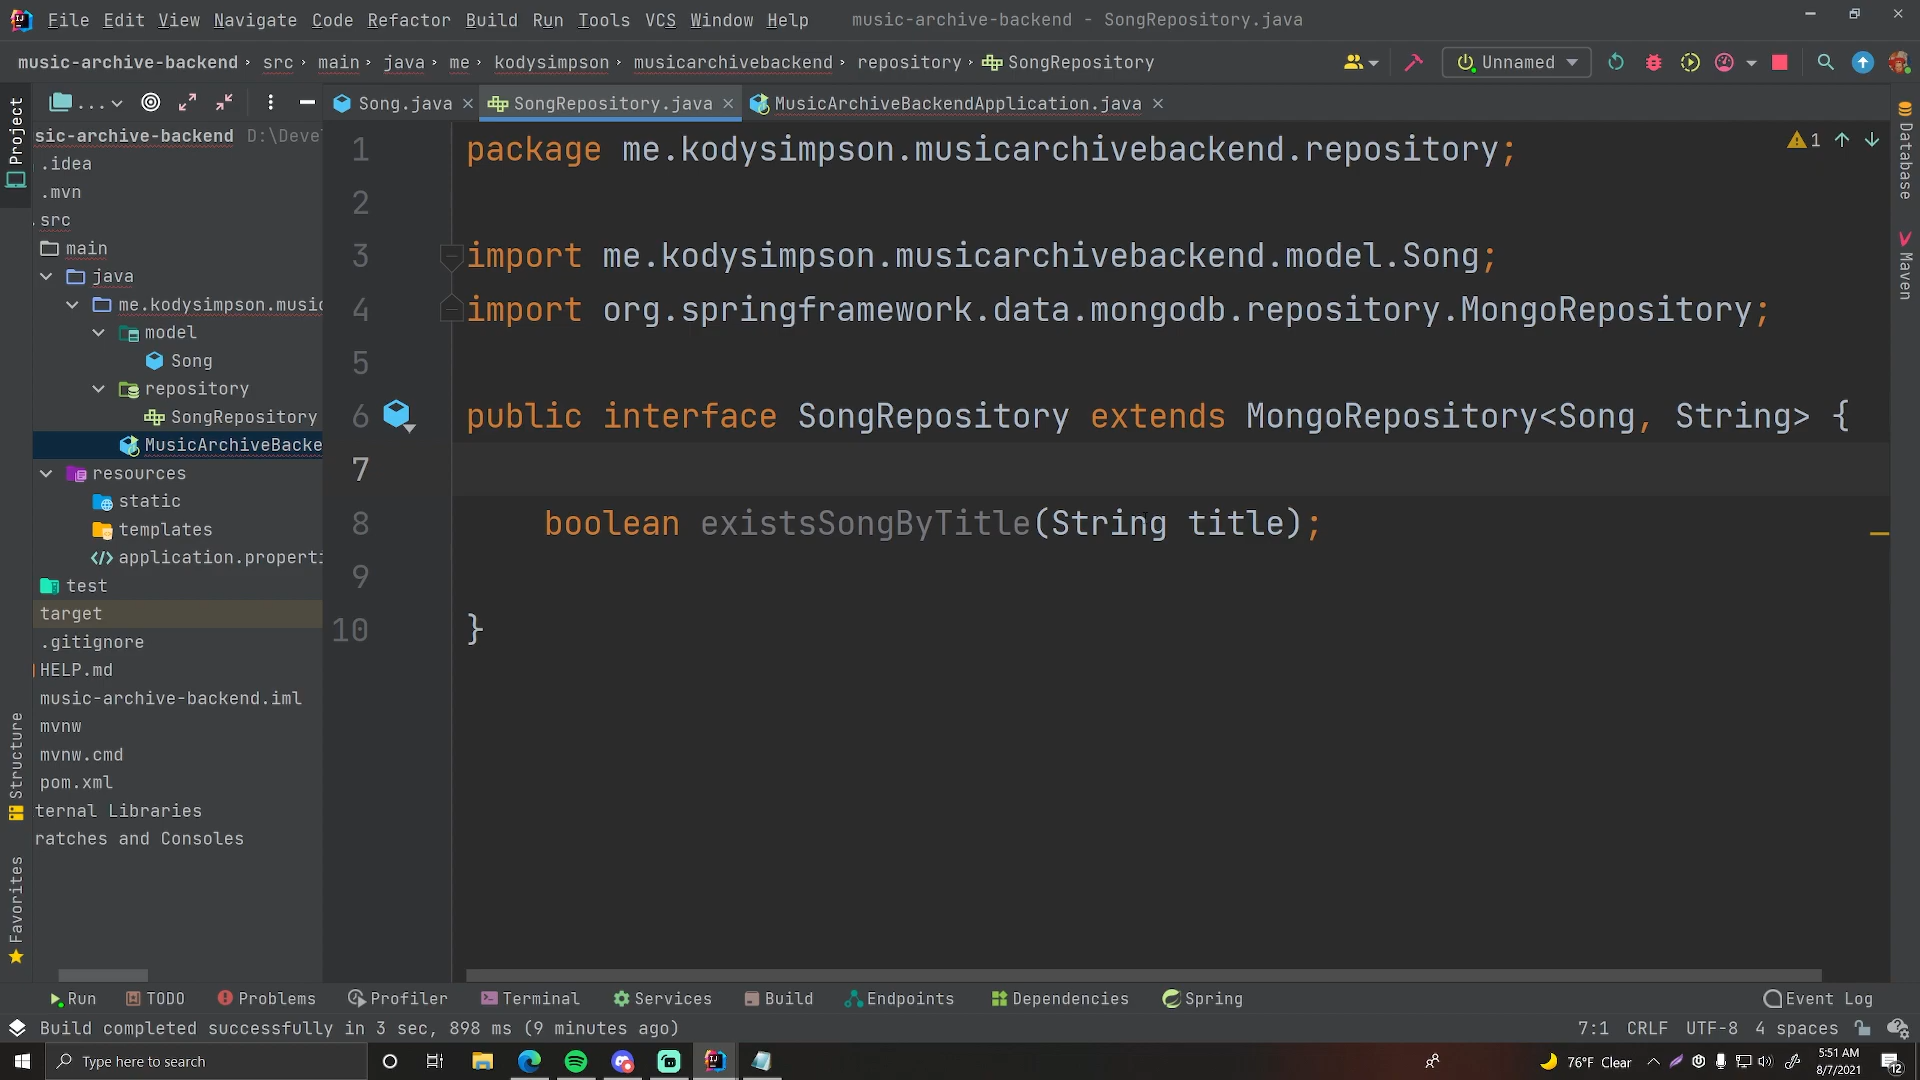 File Edit View Navigate Code Refactor Build Run Tools VCS Window Help music-archive-backend - SongRepository.java
music-archive-backend src main java me kodysimpson musicarchivebackend repository SongRepository Unnamed
... Song.java SongRepository.java MusicArchiveBackendApplication.java
Project
sic-archive-backend D:\Deve
.idea
.mvn
src
main
java
me.kodysimpson.music
model
Song
repository
SongRepository
MusicArchiveBacke
resources
static
templates
application.properti
test
target
.gitignore
HELP.md
music-archive-backend.iml
mvnw
mvnw.cmd
pom.xml
ternal Libraries
ratches and Consoles
Structure
Favorites
1 package me.kodysimpson.musicarchivebackend.repository;
2
3 import me.kodysimpson.musicarchivebackend.model.Song;
4 import org.springframework.data.mongodb.repository.MongoRepository;
5
6 public interface SongRepository extends MongoRepository<Song, String> {
7
8 boolean existsSongByTitle(String title);
9
10 }
1
Database
Maven
Run TODO Problems Profiler Terminal Services Build Endpoints Dependencies Spring Event Log
Build completed successfully in 3 sec, 898 ms (9 minutes ago) 7:1 CRLF UTF-8 4 spaces
Type here to search 76°F Clear 5:51 AM
8/7/2021 12